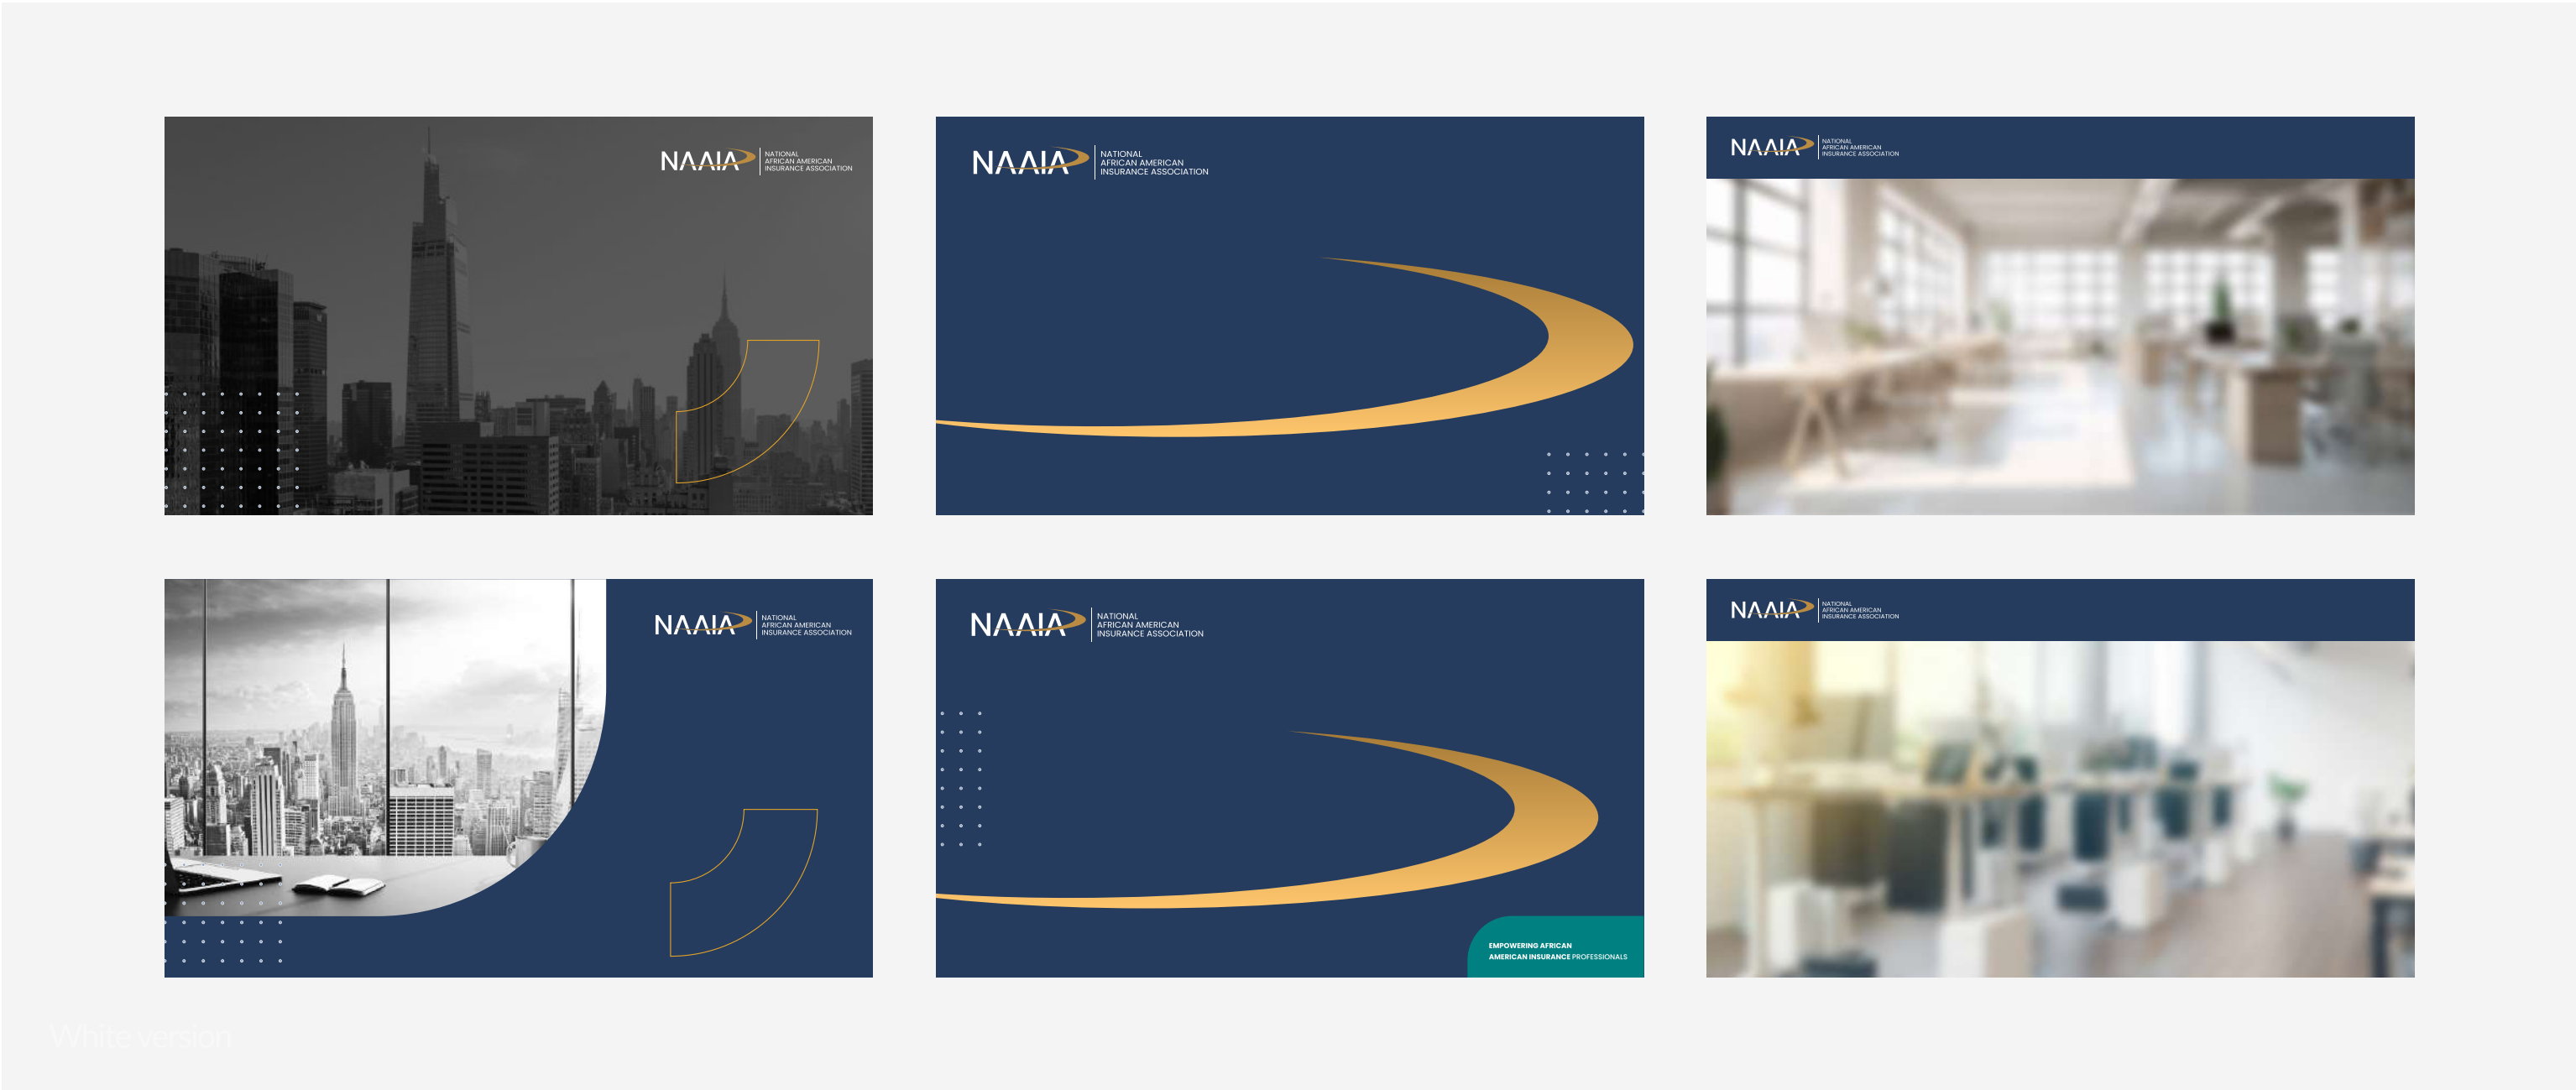 NAAIA
NATIONAL
AFRICAN AMERICAN
INSURANCE ASSOCIATION
NAAIA
NATIONAL
AFRICAN AMERICAN
INSURANCE ASSOCIATION
NAAIA
NATIONAL
AFRICAN AMERICAN
INSURANCE ASSOCIATION
NAAIA
NATIONAL
AFRICAN AMERICAN
INSURANCE ASSOCIATION
NAAIA
NATIONAL
AFRICAN AMERICAN
INSURANCE ASSOCIATION
EMPOWERING AFRICAN
AMERICAN INSURANCE PROFESSIONALS
NAAIA
NATIONAL
AFRICAN AMERICAN
INSURANCE ASSOCIATION
White version